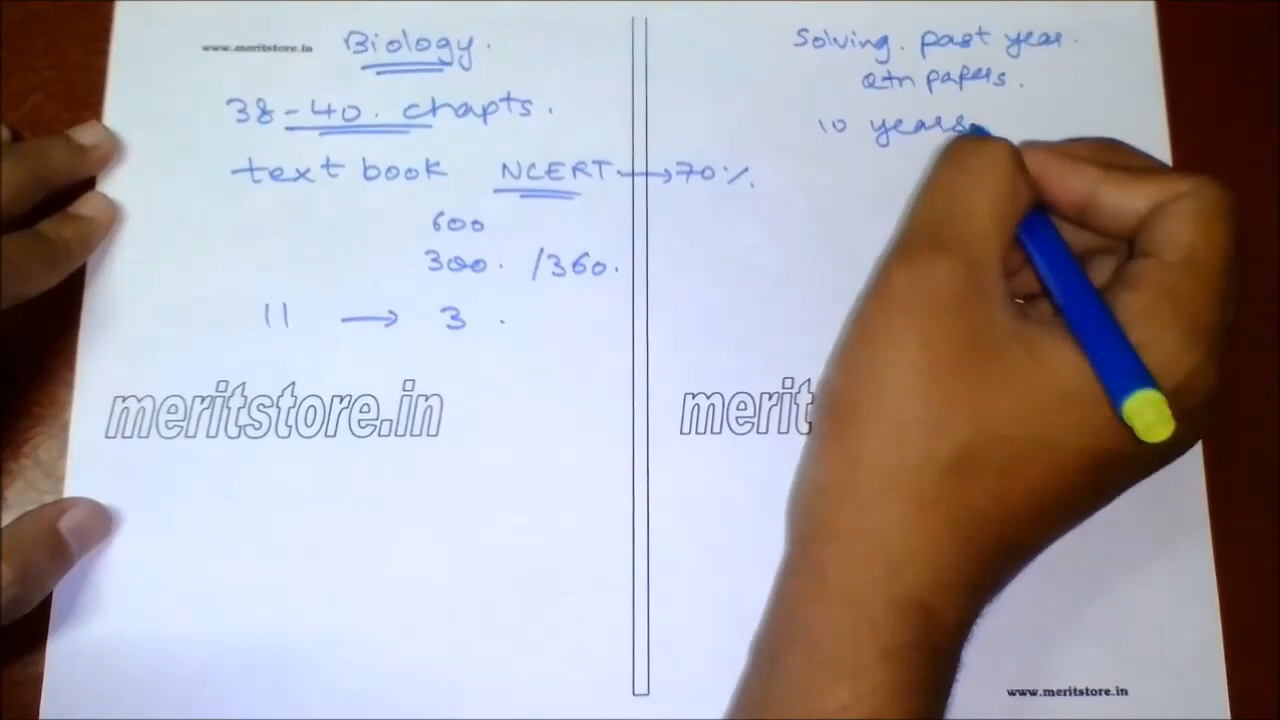 www.meritstore.in Biology.
38-40. chapts.
text book NCERT → 70%.
600
300. /360.
11 → 3.
meritstore.in
Solving. past year.
qtn papers.
10 years
merit
www.meritstore.in